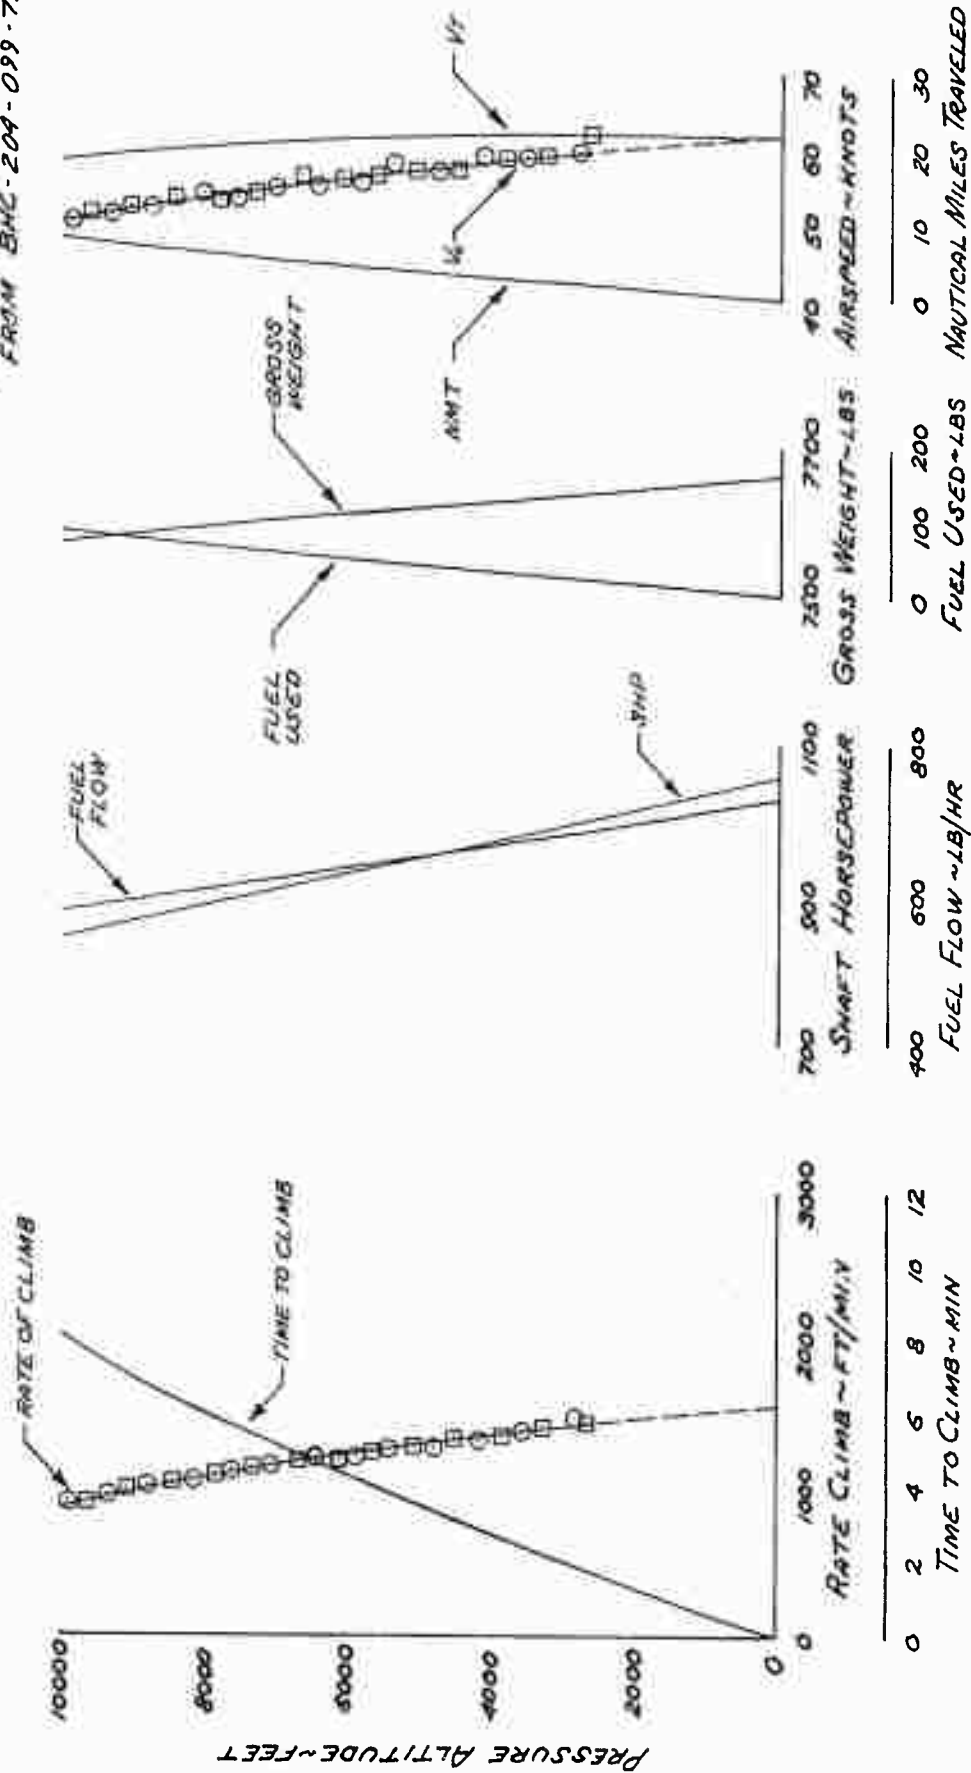 FROM BHC-204-099-7
RATE OF CLIMB
TIME TO CLIMB
FUEL
FLOW
SHP
FUEL
USED
GROSS
WEIGHT
NMT
VT
PRESSURE ALTITUDE~FEET
10000
8000
6000
4000
2000
0
0 1000 2000 3000
RATE CLIMB~FT/MIN
0 2 4 6 8 10 12
TIME TO CLIMB~MIN
700 900 1100
SHAFT HORSEPOWER
400 600 800
FUEL FLOW~LB/HR
7500 7700
GROSS WEIGHT~LBS
0 100 200
FUEL USED~LBS
40 50 60 70
AIRSPEED~KNOTS
0 10 20 30
NAUTICAL MILES TRAVELED